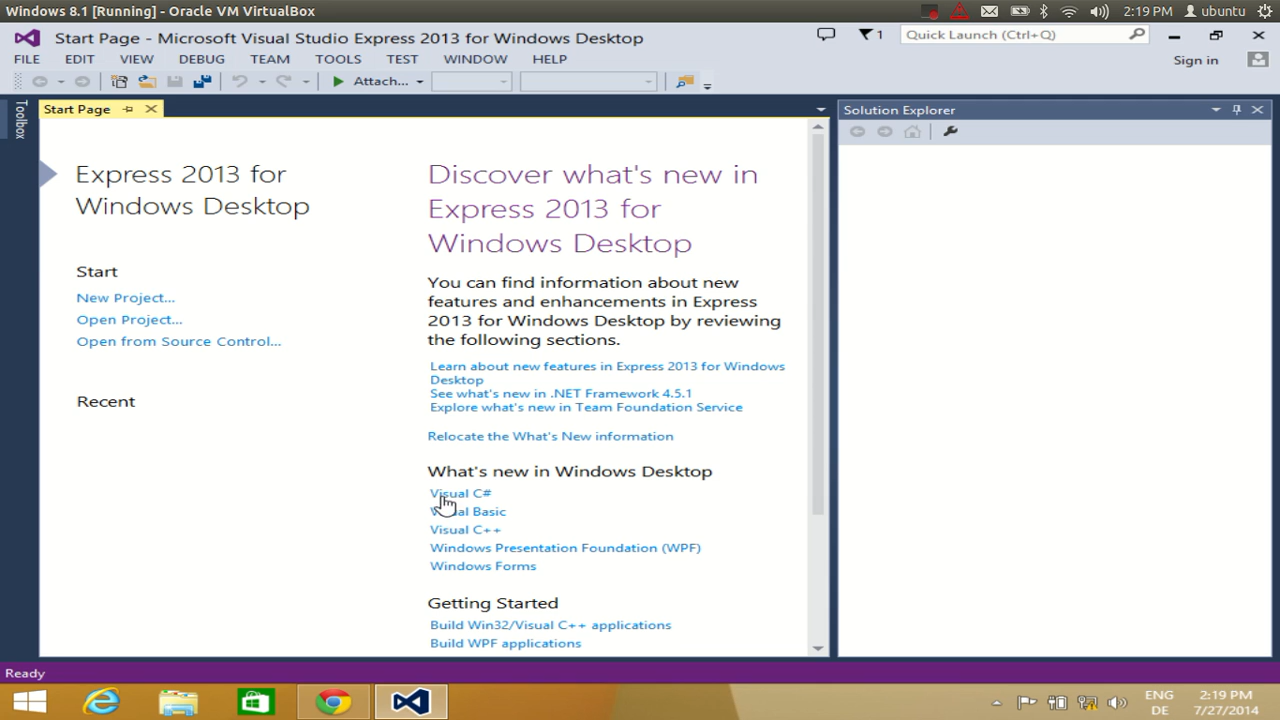 Windows 8.1 [Running] - Oracle VM VirtualBox
2:19 PM
ubuntu
Start Page - Microsoft Visual Studio Express 2013 for Windows Desktop
1
Quick Launch (Ctrl+Q)
FILE EDIT VIEW DEBUG TEAM TOOLS TEST WINDOW HELP
Sign in
Attach...
Toolbox
Start Page
Solution Explorer
Express 2013 for
Windows Desktop
Start
New Project...
Open Project...
Open from Source Control...
Recent
Discover what's new in
Express 2013 for
Windows Desktop
You can find information about new
features and enhancements in Express
2013 for Windows Desktop by reviewing
the following sections.
Learn about new features in Express 2013 for Windows
Desktop
See what's new in .NET Framework 4.5.1
Explore what's new in Team Foundation Service
Relocate the What's New information
What's new in Windows Desktop
Visual C#
Visual Basic
Visual C++
Windows Presentation Foundation (WPF)
Windows Forms
Getting Started
Build Win32/Visual C++ applications
Build WPF applications
Ready
ENG
DE
2:19 PM
7/27/2014